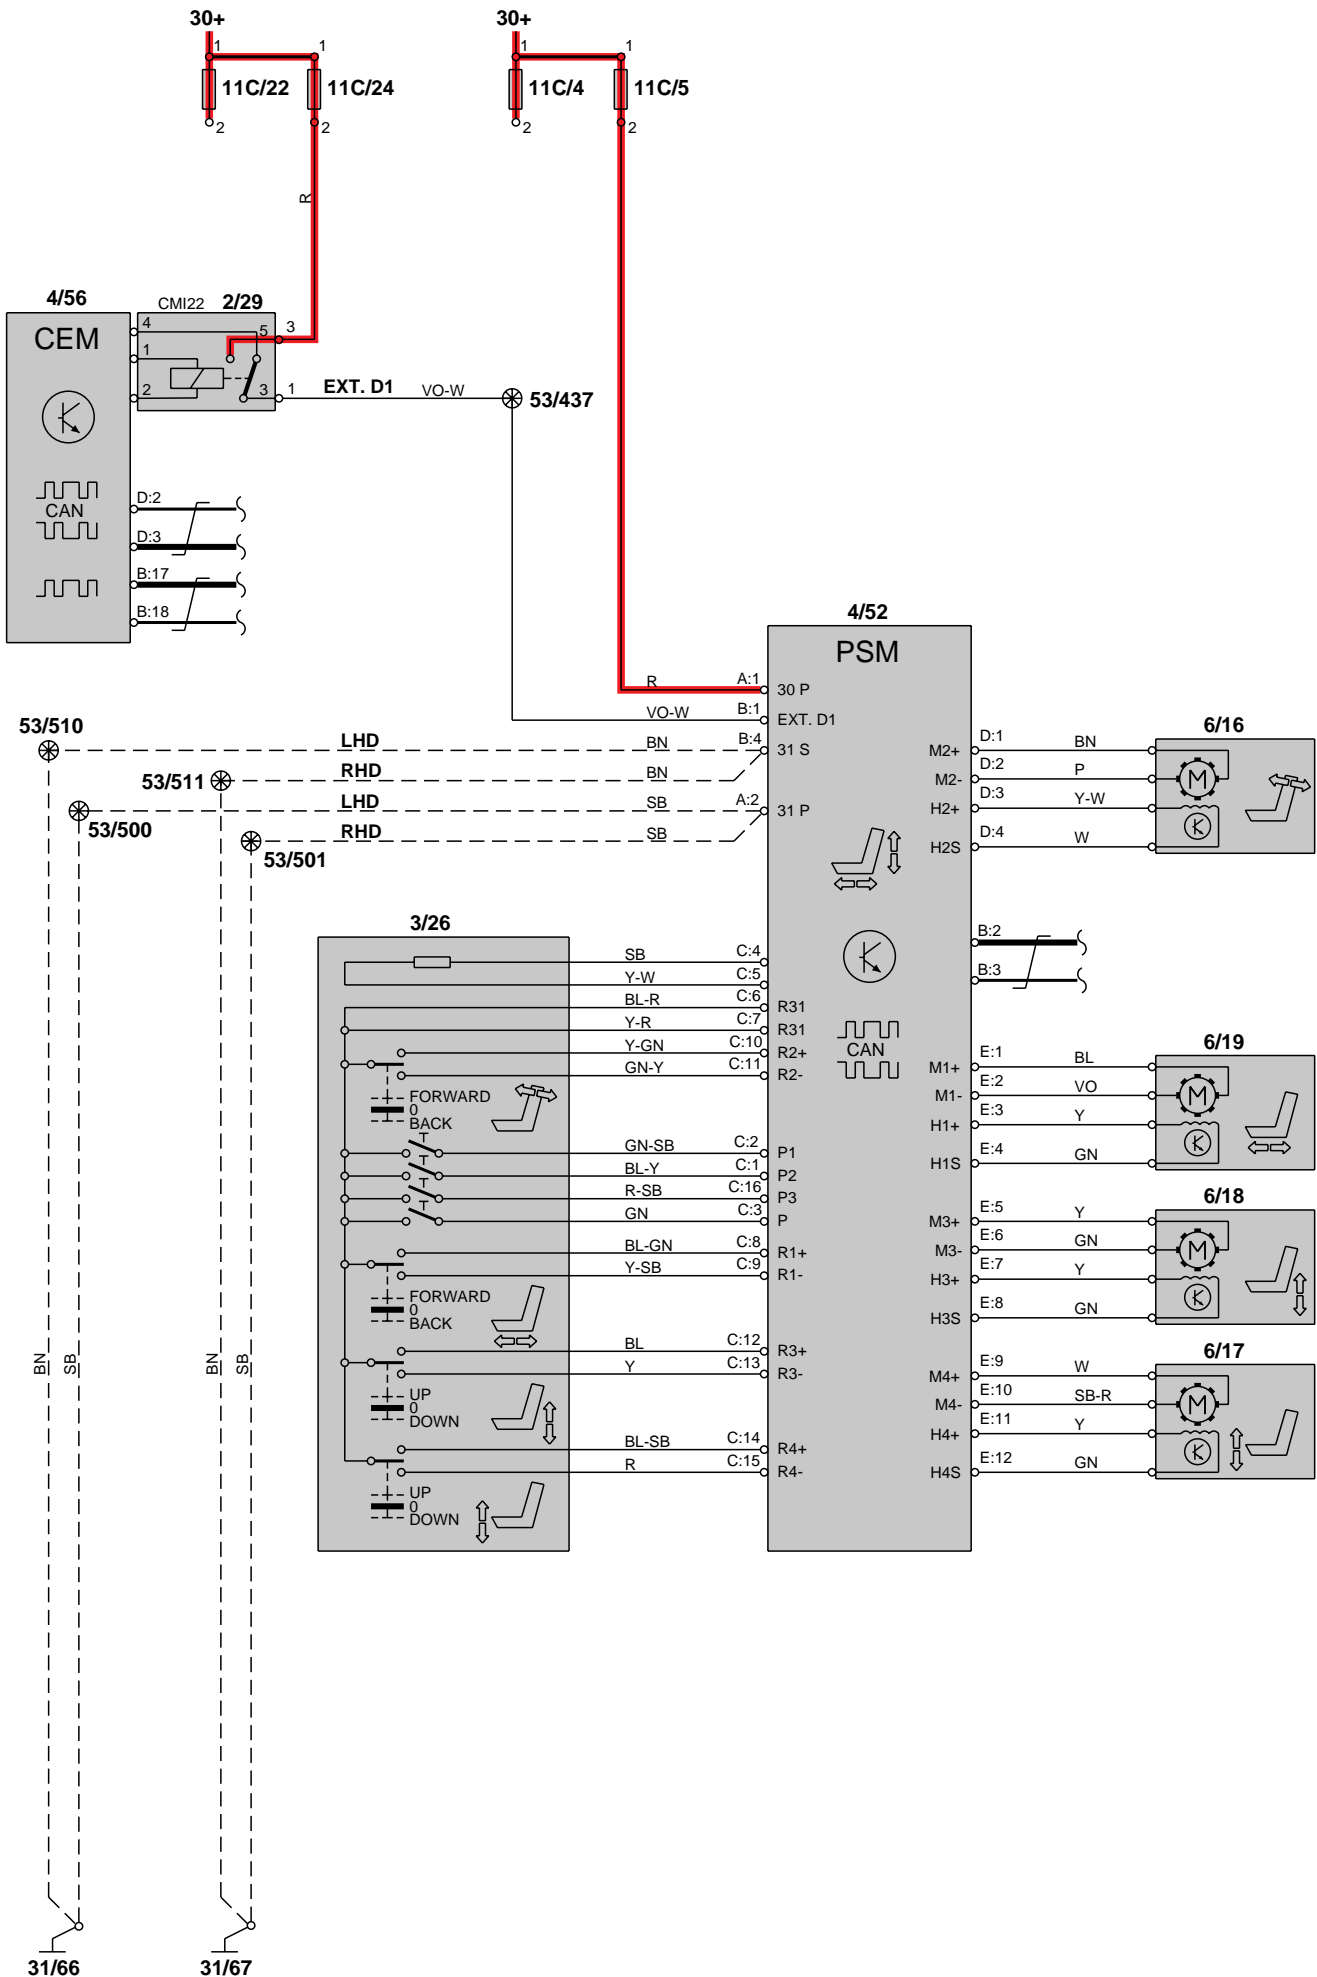 30+ 30+
1 1 1 1
11C/22 11C/24 11C/4 11C/5
2 2 2 2
R
4/56 CMI22 2/29
CEM
4 5 3
1
2 3 1 EXT. D1 VO-W 53/437
D:2
CAN
D:3
B:17
B:18
4/52
PSM
R A:1 30 P
VO-W B:1 EXT. D1
53/510 LHD BN B:4 31 S
53/511 RHD BN
53/500 LHD SB A:2 31 P
53/501 RHD SB
M2+ D:1 BN 6/16
M2- D:2 P M
H2+ D:3 Y-W
H2S D:4 W
3/26
B:2
B:3
SB C:4
Y-W C:5
BL-R C:6 R31
Y-R C:7 R31
Y-GN C:10 R2+
GN-Y C:11 R2-
CAN
FORWARD
0
BACK
GN-SB C:2 P1
BL-Y C:1 P2
R-SB C:16 P3
GN C:3 P
BL-GN C:8 R1+
Y-SB C:9 R1-
FORWARD
0
BACK
BL C:12 R3+
Y C:13 R3-
UP
0
DOWN
BL-SB C:14 R4+
R C:15 R4-
UP
0
DOWN
6/19
M1+ E:1 BL
M1- E:2 VO M
H1+ E:3 Y
H1S E:4 GN
6/18
M3+ E:5 Y
M3- E:6 GN M
H3+ E:7 Y
H3S E:8 GN
6/17
M4+ E:9 W
M4- E:10 SB-R M
H4+ E:11 Y
H4S E:12 GN
BN SB BN SB
31/66 31/67